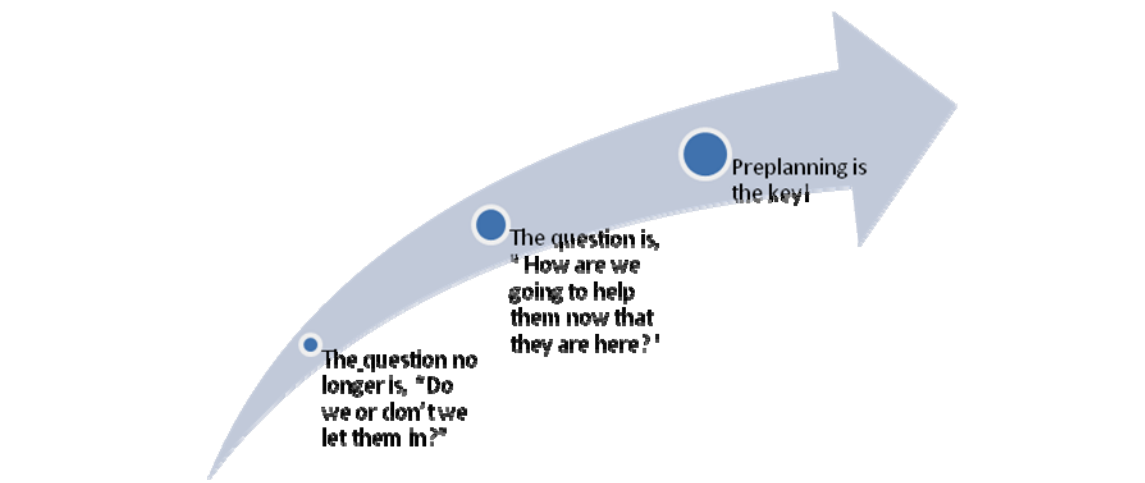 The question no
longer is, "Do
we or don't we
let them in?"
The question is,
"How are we
going to help
them now that
they are here?'
Preplanning is
the key!